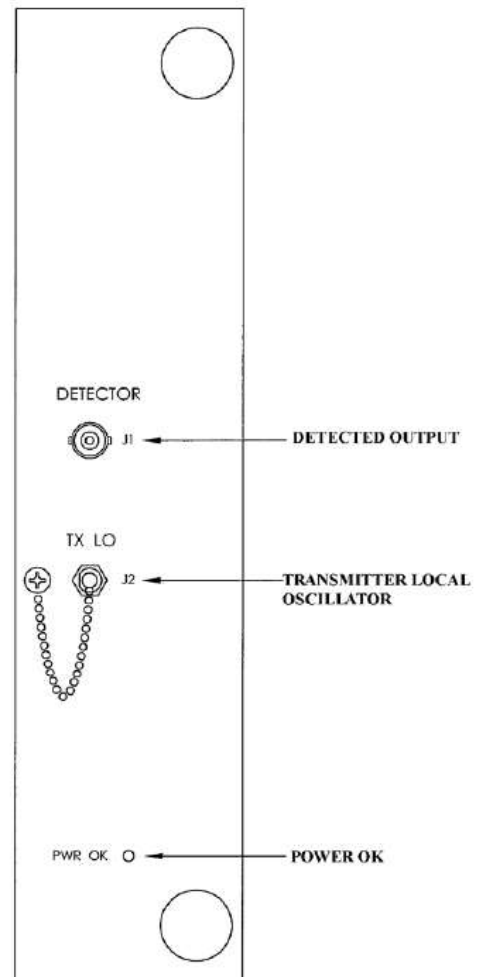 DETECTOR
J1 DETECTED OUTPUT
TX LO
J2 TRANSMITTER LOCAL
OSCILLATOR
PWR OK POWER OK